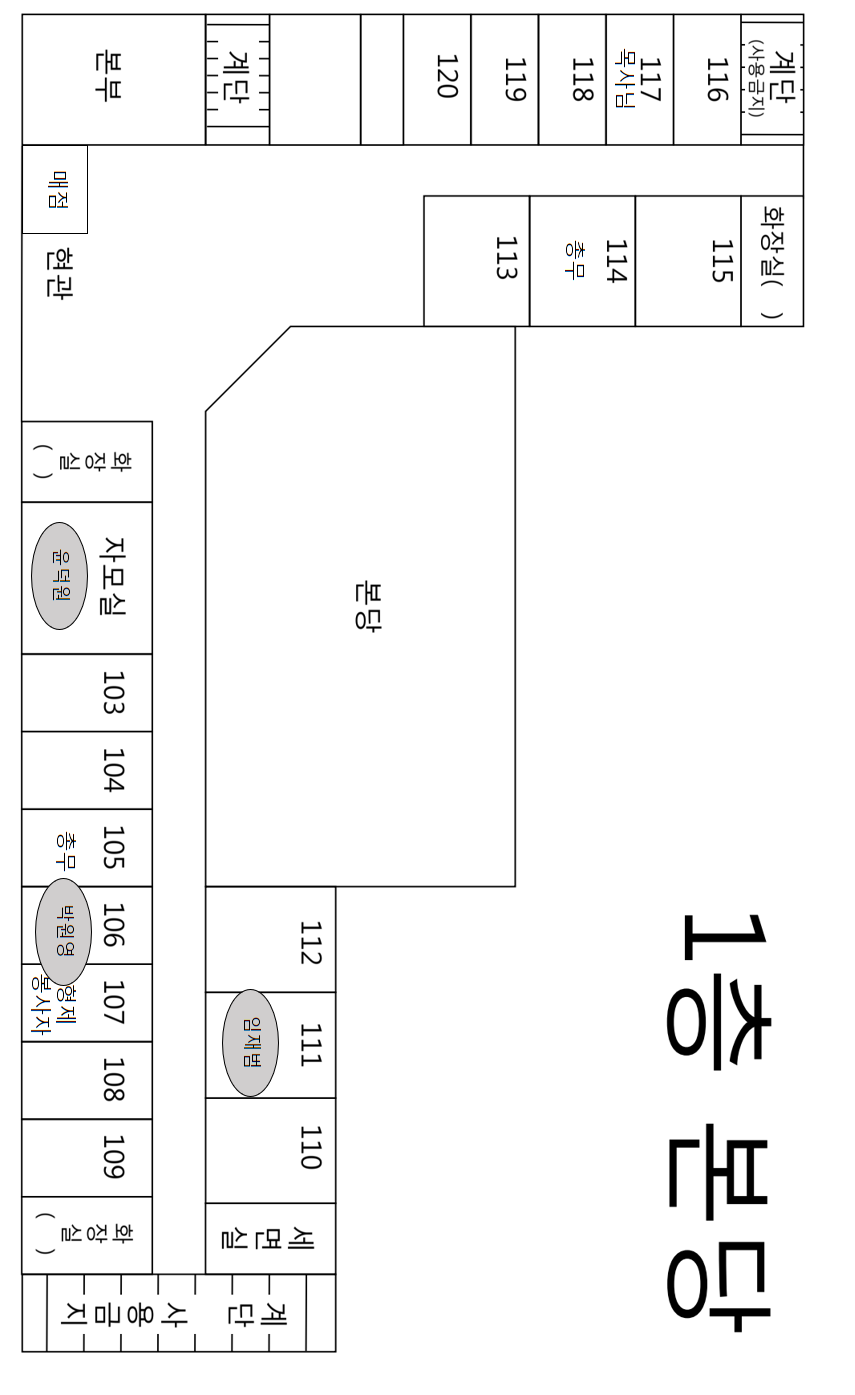 1층 본당
본부
계단
120
119
118
117
목사님
116
계단
(사용금지)
매점
현관
113
114
총무
115
화장실( )
화장실
( )
자모실
윤덕원
본당
103
104
105
총무
106
박원영
107
형제
봉사자
108
109
화장실
( )
112
111
임재범
110
세면실
계단 사용금지